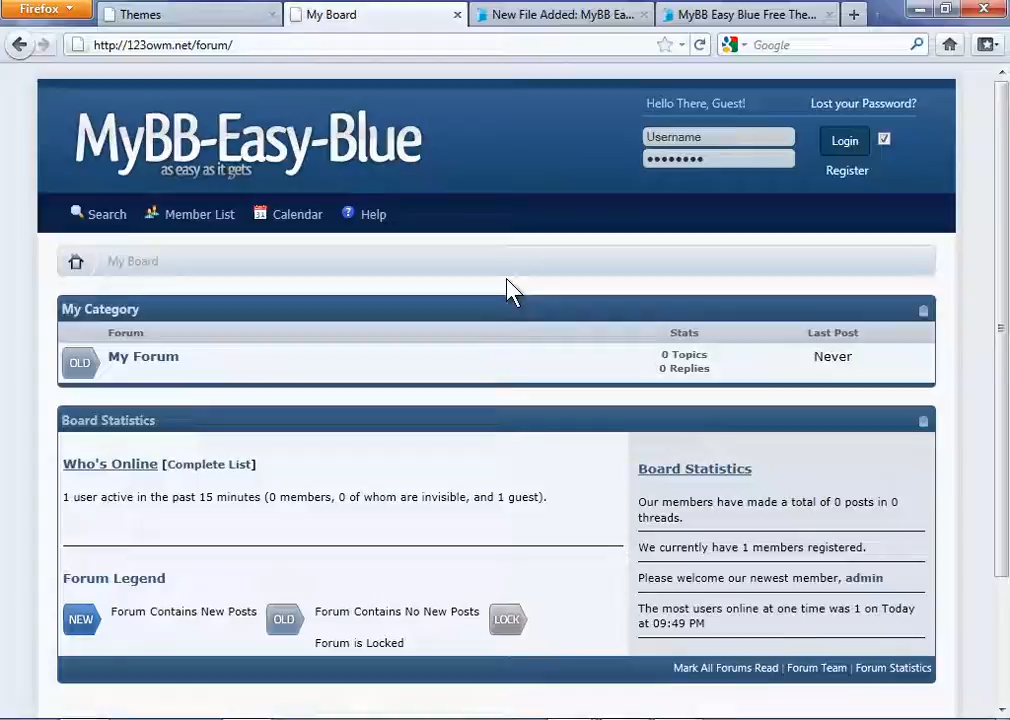 Firefox
Themes
My Board
New File Added: MyBB Ea...
MyBB Easy Blue Free The...
http://123owm.net/forum/
Google
MyBB-Easy-Blue
as easy as it gets
Hello There, Guest!
Lost your Password?
Username
Login
Register
Search
Member List
Calendar
Help
My Board
My Category
Forum
Stats
Last Post
OLD
My Forum
0 Topics
0 Replies
Never
Board Statistics
Who's Online [Complete List]
1 user active in the past 15 minutes (0 members, 0 of whom are invisible, and 1 guest).
Forum Legend
NEW
Forum Contains New Posts
OLD
Forum Contains No New Posts
LOCK
Forum is Locked
Board Statistics
Our members have made a total of 0 posts in 0
threads.
We currently have 1 members registered.
Please welcome our newest member, admin
The most users online at one time was 1 on Today
at 09:49 PM
Mark All Forums Read | Forum Team | Forum Statistics